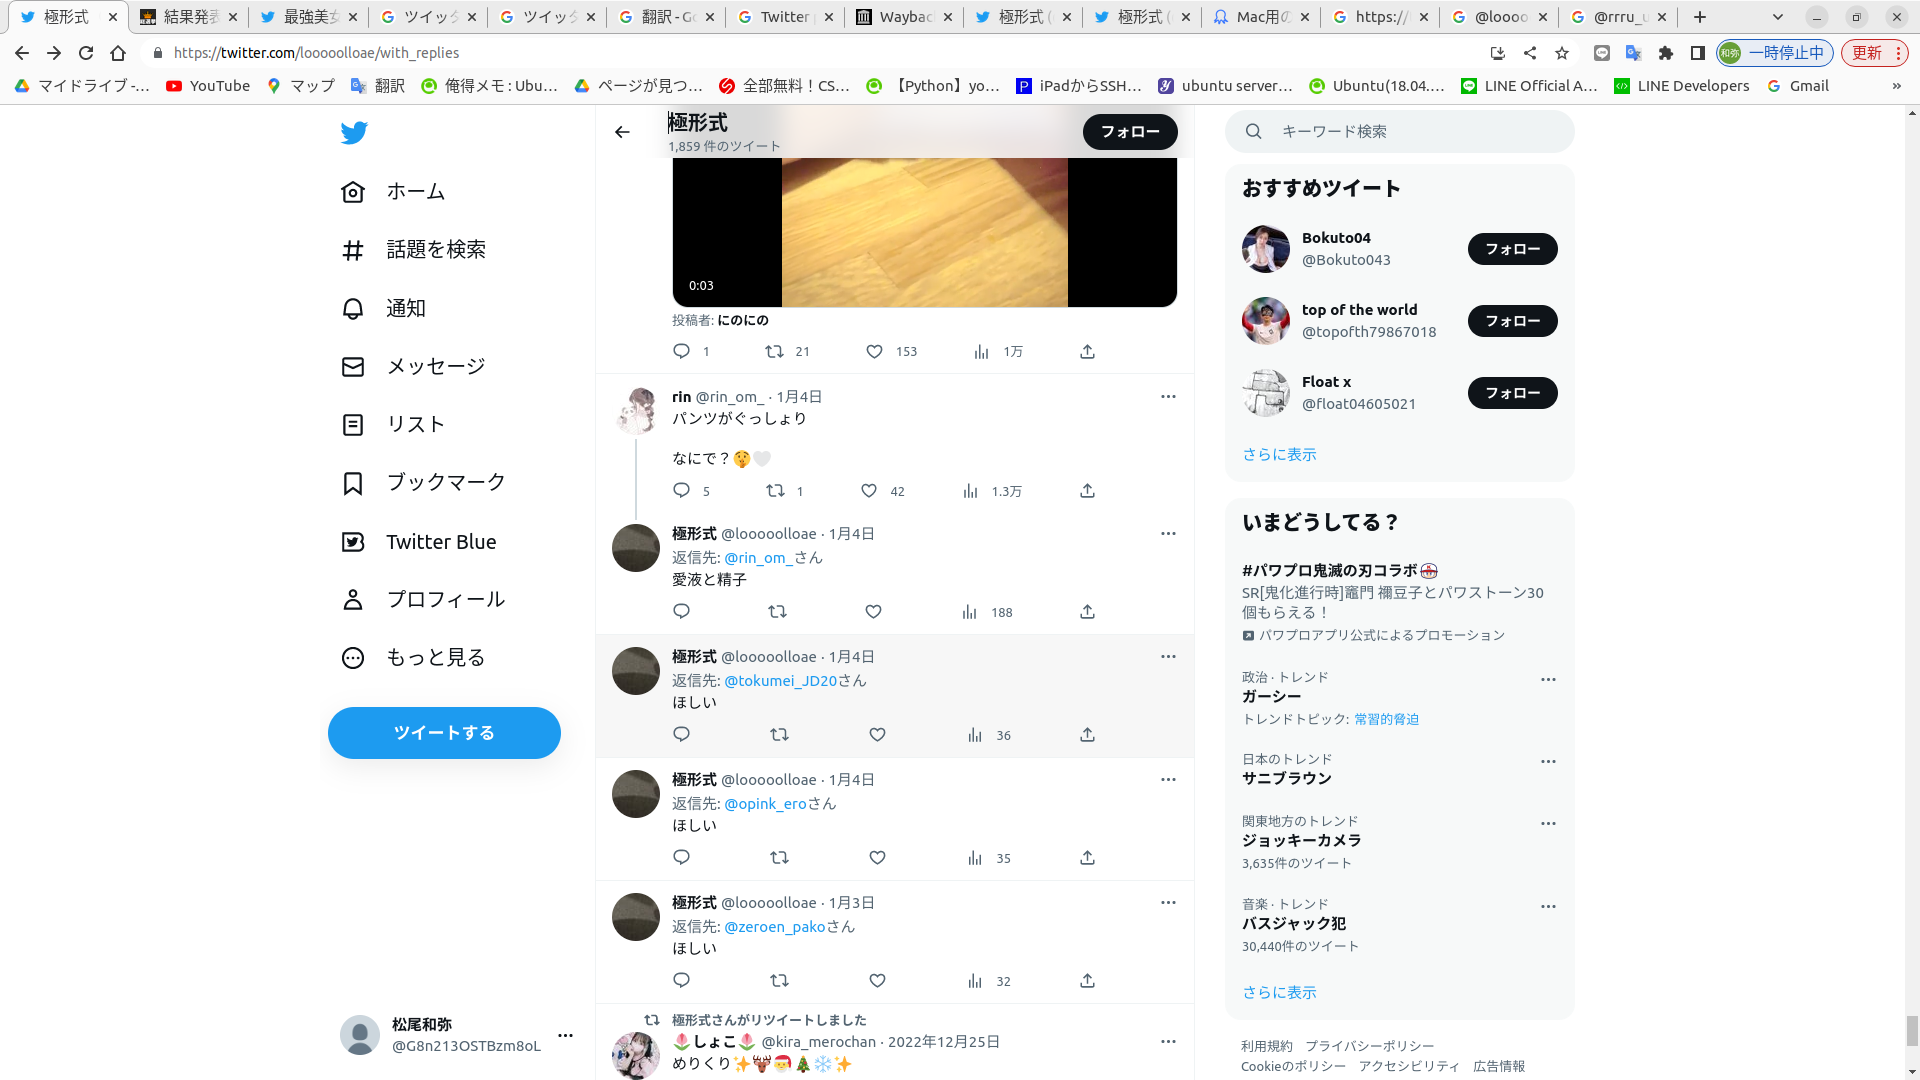 極形式
結果発表
最強美女
ツイッタ
ツイッタ
翻訳 - Go
Twitter p
Wayback
極形式 (
極形式 (
Mac用の
https://
@loooo
@rrru_u
https://twitter.com/looooolloae/with_replies
和弥 一時停止中
更新
マイドライブ -...
YouTube
マップ
翻訳
俺得メモ : Ubu...
ページが見つ...
全部無料！CS...
【Python】yo...
iPadからSSH...
ubuntu server...
Ubuntu(18.04....
LINE Official A...
LINE Developers
Gmail
»
ホーム
話題を検索
通知
メッセージ
リスト
ブックマーク
Twitter Blue
プロフィール
もっと見る
ツイートする
松尾和弥
@G8n213OSTBzm8oL
極形式
1,859 件のツイート
フォロー
0:03
投稿者: にのにの
1 21 153 1万
rin @rin_om_ · 1月4日
パンツがぐっしょり
なにで？🤫🤍
5 1 42 1.3万
極形式 @looooolloae · 1月4日
返信先: @rin_om_さん
愛液と精子
188
極形式 @looooolloae · 1月4日
返信先: @tokumei_JD20さん
ほしい
36
極形式 @looooolloae · 1月4日
返信先: @opink_eroさん
ほしい
35
極形式 @looooolloae · 1月3日
返信先: @zeroen_pakoさん
ほしい
32
極形式さんがリツイートしました
🌷しょこ🌷 @kira_merochan · 2022年12月25日
めりくり✨🦌🎅🎄❄️✨
キーワード検索
おすすめツイート
Bokuto04
@Bokuto043
フォロー
top of the world
@topofth79867018
フォロー
Float x
@float04605021
フォロー
さらに表示
いまどうしてる？
#パワプロ鬼滅の刃コラボ
SR[鬼化進行時]竈門 禰豆子とパワストーン30
個もらえる！
パワプロアプリ公式によるプロモーション
政治 · トレンド
ガーシー
トレンドトピック: 常習的脅迫
日本のトレンド
サニブラウン
関東地方のトレンド
ジョッキーカメラ
3,635件のツイート
音楽 · トレンド
バスジャック犯
30,440件のツイート
さらに表示
利用規約 プライバシーポリシー
Cookieのポリシー アクセシビリティ 広告情報